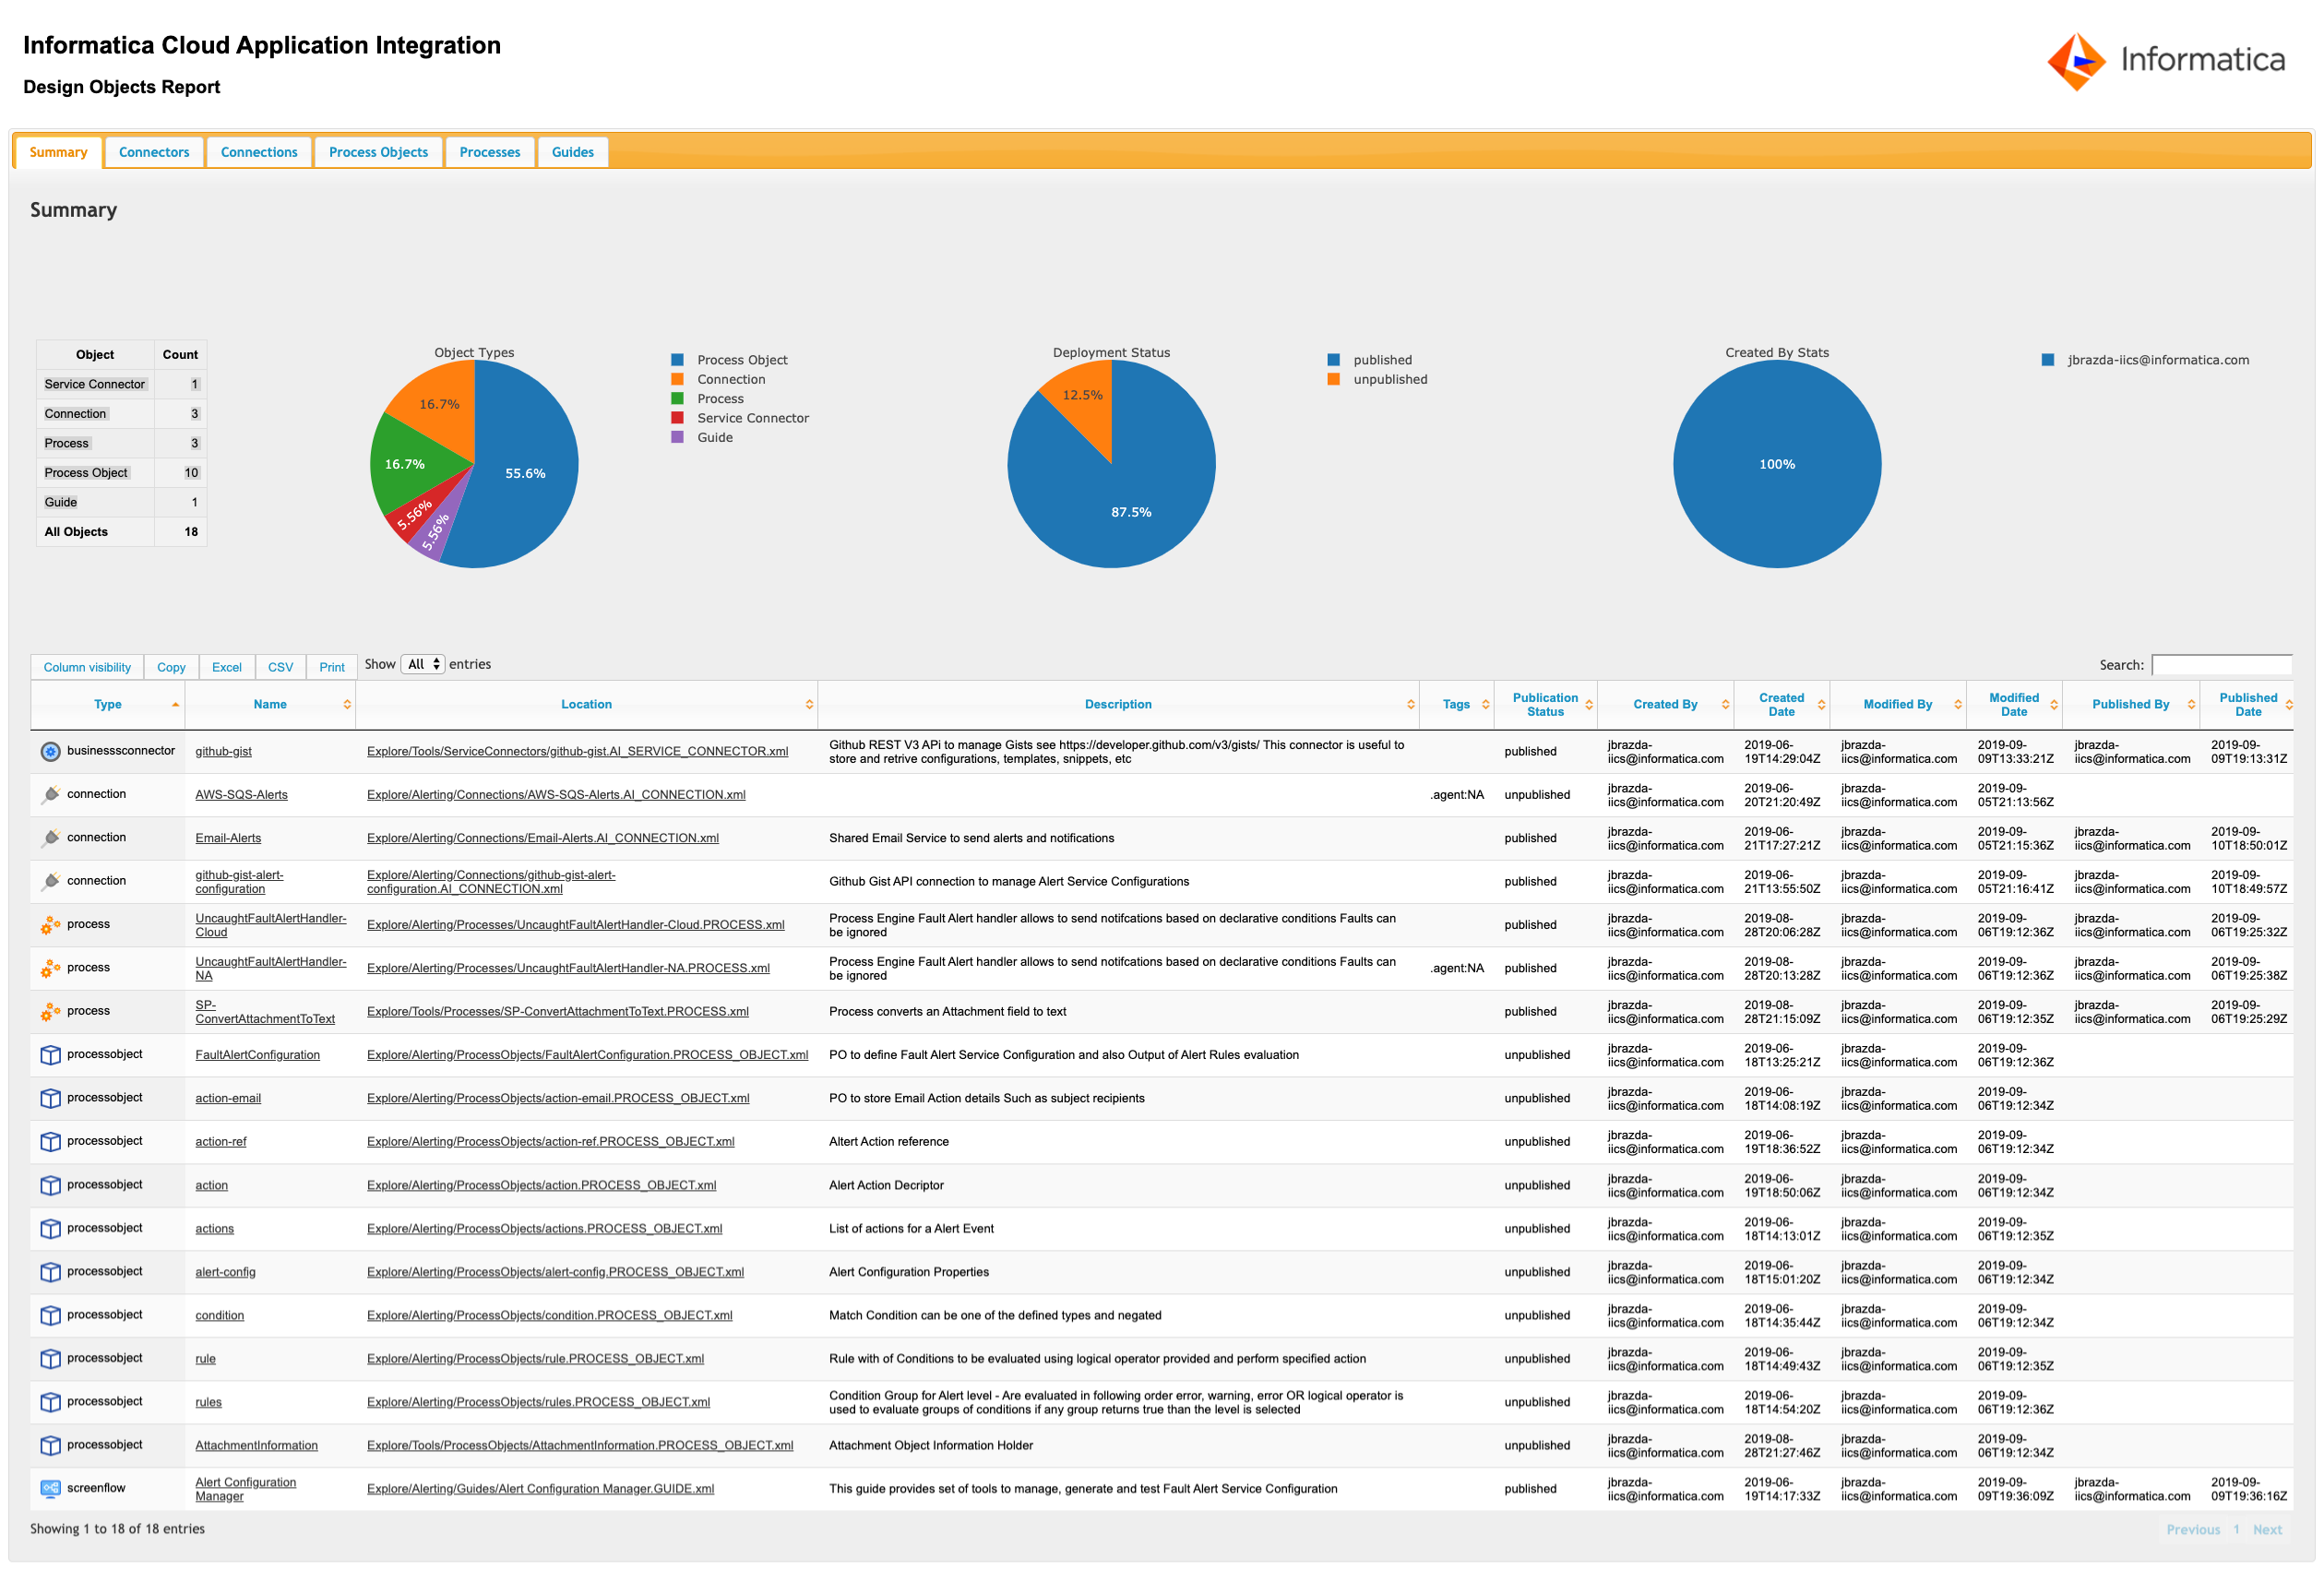 Informatica Cloud Application Integration
Design Objects Report
Informatica
Summary Connectors Connections Process Objects Processes Guides
Summary
Object Count
Service Connector 1
Connection 3
Process 3
Process Object 10
Guide 1
All Objects 18
Object Types
16.7%
16.7%
55.6%
5.56%
5.56%
Process Object
Connection
Process
Service Connector
Guide
Deployment Status
12.5%
87.5%
published
unpublished
Created By Stats
100%
jbrazda-iics@informatica.com
Column visibility Copy Excel CSV Print Show All entries Search:
Type Name Location Description Tags Publication Status Created By Created Date Modified By Modified Date Published By Published Date
businesssconnector github-gist Explore/Tools/ServiceConnectors/github-gist.AI_SERVICE_CONNECTOR.xml Github REST V3 APi to manage Gists see https://developer.github.com/v3/gists/ This connector is useful to store and retrive configurations, templates, snippets, etc published jbrazda-iics@informatica.com 2019-06-19T14:29:04Z jbrazda-iics@informatica.com 2019-09-09T13:33:21Z jbrazda-iics@informatica.com 2019-09-09T19:13:31Z
connection AWS-SQS-Alerts Explore/Alerting/Connections/AWS-SQS-Alerts.AI_CONNECTION.xml .agent:NA unpublished jbrazda-iics@informatica.com 2019-06-20T21:20:49Z jbrazda-iics@informatica.com 2019-09-05T21:13:56Z
connection Email-Alerts Explore/Alerting/Connections/Email-Alerts.AI_CONNECTION.xml Shared Email Service to send alerts and notifications published jbrazda-iics@informatica.com 2019-06-21T17:27:21Z jbrazda-iics@informatica.com 2019-09-05T21:15:36Z jbrazda-iics@informatica.com 2019-09-10T18:50:01Z
connection github-gist-alert-configuration Explore/Alerting/Connections/github-gist-alert-configuration.AI_CONNECTION.xml Github Gist API connection to manage Alert Service Configurations published jbrazda-iics@informatica.com 2019-06-21T13:55:50Z jbrazda-iics@informatica.com 2019-09-05T21:16:41Z jbrazda-iics@informatica.com 2019-09-10T18:49:57Z
process UncaughtFaultAlertHandler-Cloud Explore/Alerting/Processes/UncaughtFaultAlertHandler-Cloud.PROCESS.xml Process Engine Fault Alert handler allows to send notifcations based on declarative conditions Faults can be ignored published jbrazda-iics@informatica.com 2019-08-28T20:06:28Z jbrazda-iics@informatica.com 2019-09-06T19:12:36Z jbrazda-iics@informatica.com 2019-09-06T19:25:32Z
process UncaughtFaultAlertHandler-NA Explore/Alerting/Processes/UncaughtFaultAlertHandler-NA.PROCESS.xml Process Engine Fault Alert handler allows to send notifcations based on declarative conditions Faults can be ignored .agent:NA published jbrazda-iics@informatica.com 2019-08-28T20:13:28Z jbrazda-iics@informatica.com 2019-09-06T19:12:36Z jbrazda-iics@informatica.com 2019-09-06T19:25:38Z
process SP-ConvertAttachmentToText Explore/Tools/Processes/SP-ConvertAttachmentToText.PROCESS.xml Process converts an Attachment field to text published jbrazda-iics@informatica.com 2019-08-28T21:15:09Z jbrazda-iics@informatica.com 2019-09-06T19:12:35Z jbrazda-iics@informatica.com 2019-09-06T19:25:29Z
processobject FaultAlertConfiguration Explore/Alerting/ProcessObjects/FaultAlertConfiguration.PROCESS_OBJECT.xml PO to define Fault Alert Service Configuration and also Output of Alert Rules evaluation unpublished jbrazda-iics@informatica.com 2019-06-18T13:25:21Z jbrazda-iics@informatica.com 2019-09-06T19:12:36Z
processobject action-email Explore/Alerting/ProcessObjects/action-email.PROCESS_OBJECT.xml PO to store Email Action details Such as subject recipients unpublished jbrazda-iics@informatica.com 2019-06-18T14:08:19Z jbrazda-iics@informatica.com 2019-09-06T19:12:34Z
processobject action-ref Explore/Alerting/ProcessObjects/action-ref.PROCESS_OBJECT.xml Altert Action reference unpublished jbrazda-iics@informatica.com 2019-06-19T18:36:52Z jbrazda-iics@informatica.com 2019-09-06T19:12:34Z
processobject action Explore/Alerting/ProcessObjects/action.PROCESS_OBJECT.xml Alert Action Decriptor unpublished jbrazda-iics@informatica.com 2019-06-19T18:50:06Z jbrazda-iics@informatica.com 2019-09-06T19:12:34Z
processobject actions Explore/Alerting/ProcessObjects/actions.PROCESS_OBJECT.xml List of actions for a Alert Event unpublished jbrazda-iics@informatica.com 2019-06-18T14:13:01Z jbrazda-iics@informatica.com 2019-09-06T19:12:35Z
processobject alert-config Explore/Alerting/ProcessObjects/alert-config.PROCESS_OBJECT.xml Alert Configuration Properties unpublished jbrazda-iics@informatica.com 2019-06-18T15:01:20Z jbrazda-iics@informatica.com 2019-09-06T19:12:34Z
processobject condition Explore/Alerting/ProcessObjects/condition.PROCESS_OBJECT.xml Match Condition can be one of the defined types and negated unpublished jbrazda-iics@informatica.com 2019-06-18T14:35:44Z jbrazda-iics@informatica.com 2019-09-06T19:12:34Z
processobject rule Explore/Alerting/ProcessObjects/rule.PROCESS_OBJECT.xml Rule with of Conditions to be evaluated using logical operator provided and perform specified action unpublished jbrazda-iics@informatica.com 2019-06-18T14:49:43Z jbrazda-iics@informatica.com 2019-09-06T19:12:35Z
processobject rules Explore/Alerting/ProcessObjects/rules.PROCESS_OBJECT.xml Condition Group for Alert level - Are evaluated in following order error, warning, error OR logical operator is used to evaluate groups of conditions if any group returns true than the level is selected unpublished jbrazda-iics@informatica.com 2019-06-18T14:54:20Z jbrazda-iics@informatica.com 2019-09-06T19:12:36Z
processobject AttachmentInformation Explore/Tools/ProcessObjects/AttachmentInformation.PROCESS_OBJECT.xml Attachment Object Information Holder unpublished jbrazda-iics@informatica.com 2019-08-28T21:27:46Z jbrazda-iics@informatica.com 2019-09-06T19:12:34Z
screenflow Alert Configuration Manager Explore/Alerting/Guides/Alert Configuration Manager.GUIDE.xml This guide provides set of tools to manage, generate and test Fault Alert Service Configuration published jbrazda-iics@informatica.com 2019-06-19T14:17:33Z jbrazda-iics@informatica.com 2019-09-09T19:36:09Z jbrazda-iics@informatica.com 2019-09-09T19:36:16Z
Showing 1 to 18 of 18 entries
Previous 1 Next